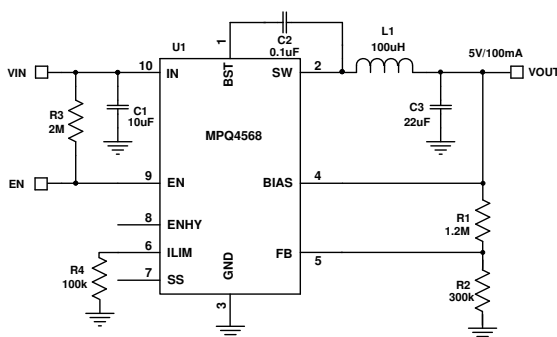 L1
100uH
C2
0.1uF
U1
1
10
2
5V/100mA
VIN
IN
BST
SW
VOUT
R3
2M
C1
10uF
C3
22uF
MPQ4568
EN
9
EN
BIAS
4
8
ENHY
R1
1.2M
6
ILIM
FB
5
R4
100k
7
SS
GND
3
R2
300k